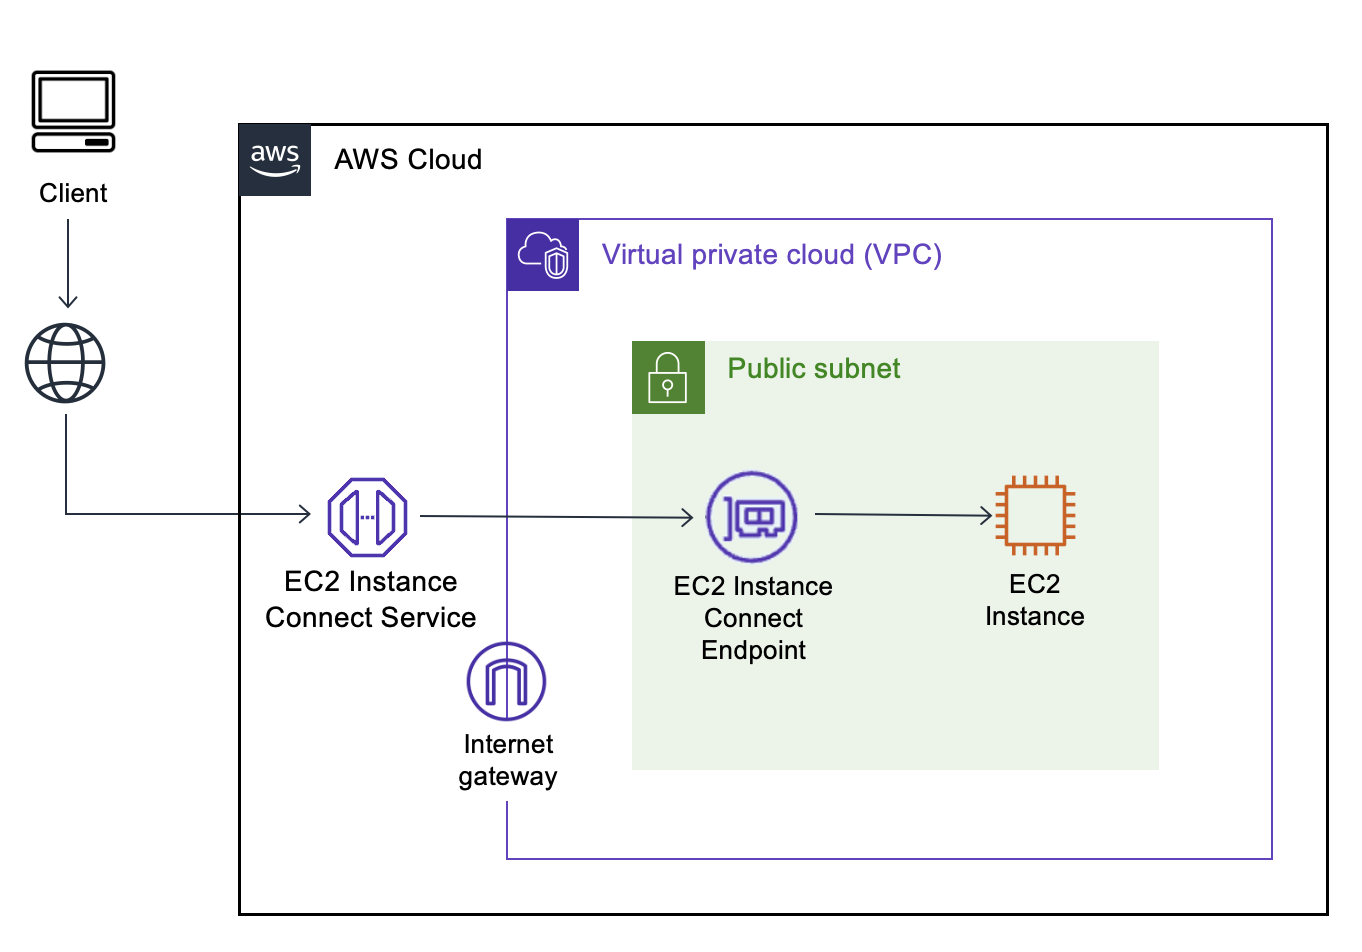 Client
aws
AWS Cloud
Virtual private cloud (VPC)
Public subnet
EC2 Instance
Connect Service
EC2 Instance
Connect
Endpoint
EC2
Instance
Internet
gateway